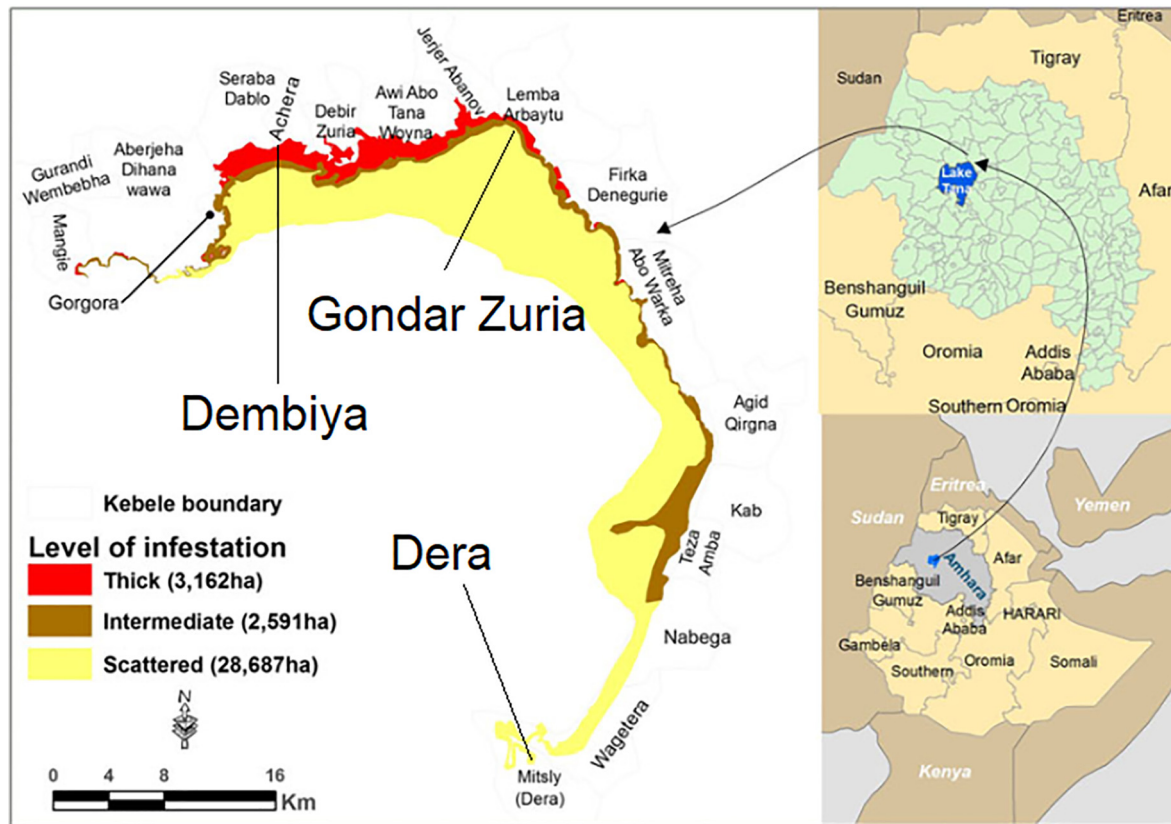 Seraba
Dablo
Achera
Debir
Zuria
Awi Abo
Tana
Woyna
Jerjer Abanov
Lemba
Arbaytu
Gurandi
Wembebha
Aberjeha
Dihana
wawa
Mangie
Gorgora
Firka
Denegurie
Mitreha
Abo Warka
Gondar Zuria
Dembiya
Agid
Qirgna
Kab
Teza
Amba
Dera
Nabega
Wagetera
Mitsly
(Dera)
Kebele boundary
Level of infestation
Thick (3,162ha)
Intermediate (2,591ha)
Scattered (28,687ha)
N
0 4 8 16
Km
Eritrea
Tigray
Sudan
Lake
Tana
Afar
Benshanguil
Gumuz
Oromia
Addis
Ababa
Southern Oromia
Eritrea
Yemen
Sudan
Tigray
Afar
Amhara
Benshanguil
Gumuz
Addis
Ababa
HARARI
Gambela
Southern
Oromia
Somali
Kenya